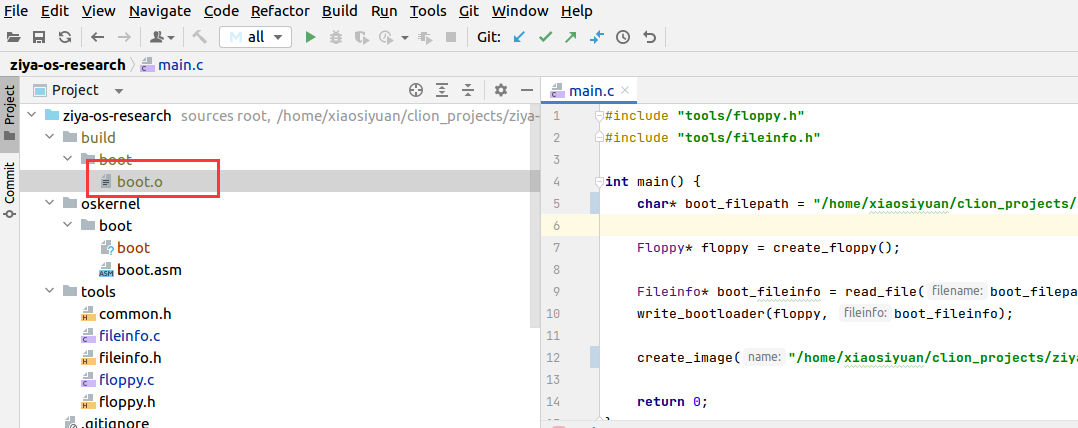 File Edit View Navigate Code Refactor Build Run Tools Git Window Help
all Git:
ziya-os-research main.c
Project
Commit
Project
ziya-os-research sources root, /home/xiaosiyuan/clion_projects/ziya-
build
boot
boot.o
oskernel
boot
boot
boot.asm
tools
common.h
fileinfo.c
fileinfo.h
floppy.c
floppy.h
.gitignore
main.c
1 #include "tools/floppy.h"
2 #include "tools/fileinfo.h"
3
4 int main() {
5 char* boot_filepath = "/home/xiaosiyuan/clion_projects/
6
7 Floppy* floppy = create_floppy();
8
9 Fileinfo* boot_fileinfo = read_file( filename: boot_filepa
10 write_bootloader(floppy, fileinfo: boot_fileinfo);
11
12 create_image( name: "/home/xiaosiyuan/clion_projects/ziya
13
14 return 0;